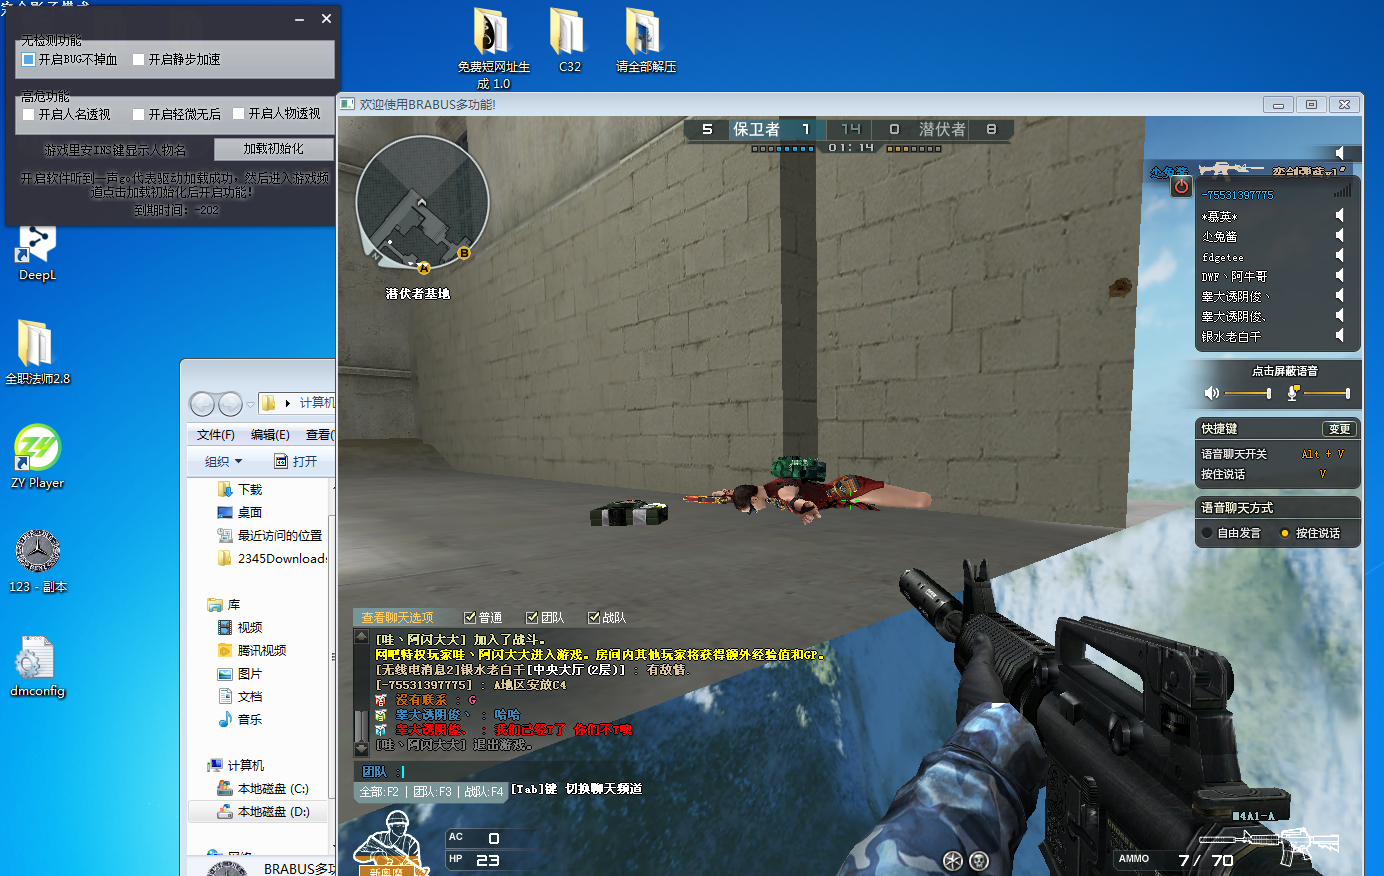 无检测功能
开启BUG不掉血
开启静步加速
高危功能
开启人名透视
开启轻微无后
开启人物透视
游戏里安INS键显示人物名
加载初始化
开启软件听到一声go代表驱动加载成功,然后进入游戏频
道点击加载初始化后开启功能!
到期时间: -202
免费短网址生
成 1.0
C32
请全部解压
DeepL
全职法师2.8
ZY Player
123 - 副本
dmconfig
计算机
文件(F)
编辑(E)
查看(
组织
打开
下载
桌面
最近访问的位置
2345Downloads
库
视频
腾讯视频
图片
文档
音乐
计算机
本地磁盘 (C:)
本地磁盘 (D:)
网络
BRABUS多功
欢迎使用BRABUS多功能!
5 保卫者 1 14 0 潜伏者 8
01:14
N
A
B
潜伏者基地
-75531397775
*慕英*
尐兔酱
fdgetee
DWF丶阿牛哥
辜大诱阴俊丶
辜大诱阴俊、
银水老白干
点击屏蔽语音
快捷键
变更
语音聊天开关
Alt + V
按住说话
V
语音聊天方式
自由发言
按住说话
查看聊天选项
普通
团队
战队
[哇丶阿闪大大] 加入了战斗。
网吧特权玩家哇丶阿闪大大进入游戏。房间内其他玩家将获得额外经验值和GP。
[无线电消息2]银水老白干[中央大厅(2层)] : 有敌情.
[-75531397775] : A地区安放C4
没有联系 : G
辜大诱阴俊丶 : 哈哈
辜大诱阴俊、 : 我们已经T了 你们不T噢
[哇丶阿闪大大] 退出游戏。
团队 :
全部:F2 | 团队:F3 | 战队:F4
[Tab]键 切换聊天频道
AC 0
HP 23
M4A1-A
AMMO 7 / 70